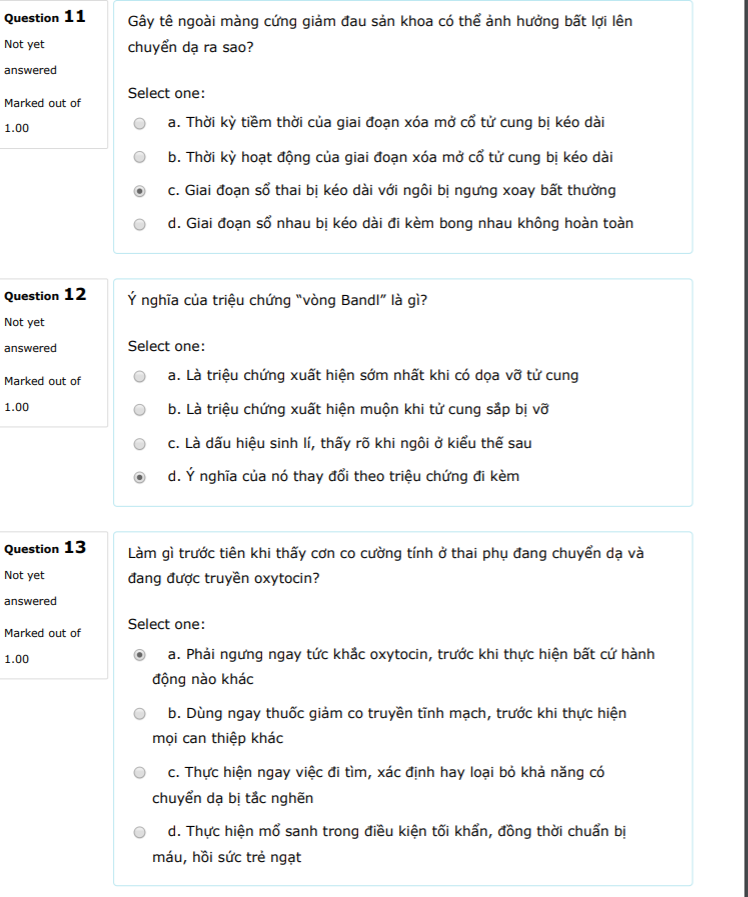 Question 11
Not yet
answered
Marked out of
1.00
Gây tê ngoài màng cứng giảm đau sản khoa có thể ảnh hưởng bất lợi lên
chuyển dạ ra sao?
Select one:
a. Thời kỳ tiềm thời của giai đoạn xóa mở cổ tử cung bị kéo dài
b. Thời kỳ hoạt động của giai đoạn xóa mở cổ tử cung bị kéo dài
c. Giai đoạn sổ thai bị kéo dài với ngôi bị ngưng xoay bất thường
d. Giai đoạn sổ nhau bị kéo dài đi kèm bong nhau không hoàn toàn
Question 12
Not yet
answered
Marked out of
1.00
Ý nghĩa của triệu chứng “vòng Bandl” là gì?
Select one:
a. Là triệu chứng xuất hiện sớm nhất khi có dọa vỡ tử cung
b. Là triệu chứng xuất hiện muộn khi tử cung sắp bị vỡ
c. Là dấu hiệu sinh lí, thấy rõ khi ngôi ở kiểu thế sau
d. Ý nghĩa của nó thay đổi theo triệu chứng đi kèm
Question 13
Not yet
answered
Marked out of
1.00
Làm gì trước tiên khi thấy cơn co cường tính ở thai phụ đang chuyển dạ và
đang được truyền oxytocin?
Select one:
a. Phải ngưng ngay tức khắc oxytocin, trước khi thực hiện bất cứ hành
động nào khác
b. Dùng ngay thuốc giảm co truyền tĩnh mạch, trước khi thực hiện
mọi can thiệp khác
c. Thực hiện ngay việc đi tìm, xác định hay loại bỏ khả năng có
chuyển dạ bị tắc nghẽn
d. Thực hiện mổ sanh trong điều kiện tối khẩn, đồng thời chuẩn bị
máu, hồi sức trẻ ngạt